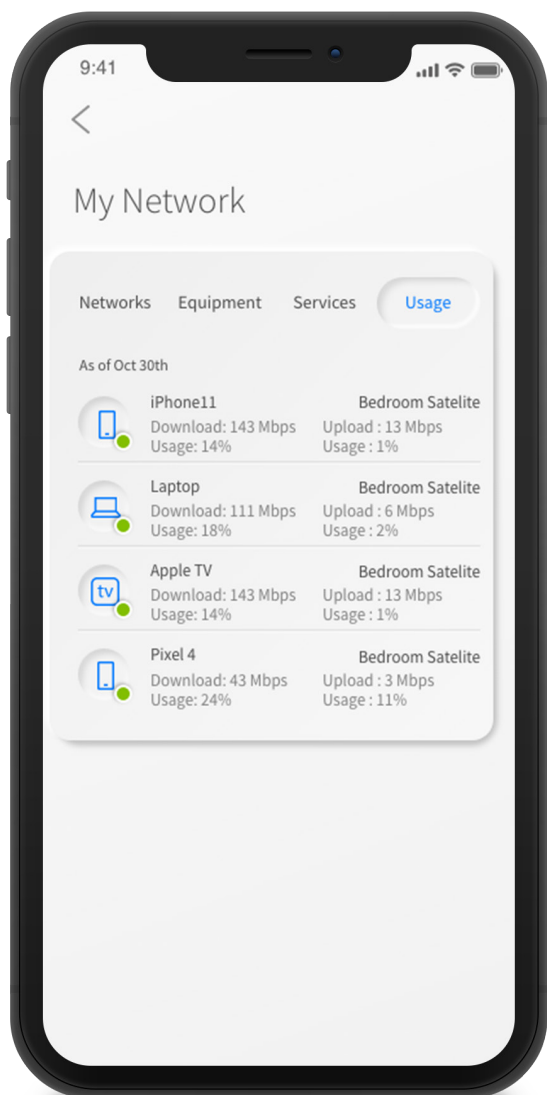 9:41
My Network
Networks Equipment Services Usage
As of Oct 30th
iPhone11 Bedroom Satelite
Download: 143 Mbps Upload : 13 Mbps
Usage: 14% Usage : 1%
Laptop Bedroom Satelite
Download: 111 Mbps Upload : 6 Mbps
Usage: 18% Usage : 2%
Apple TV Bedroom Satelite
tv Download: 143 Mbps Upload : 13 Mbps
Usage: 14% Usage : 1%
Pixel 4 Bedroom Satelite
Download: 43 Mbps Upload : 3 Mbps
Usage: 24% Usage : 11%